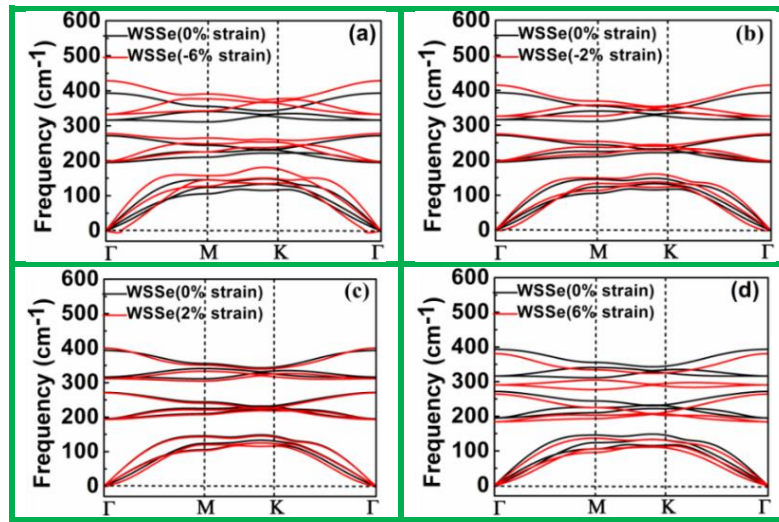 (a)
WSSe(0% strain)
WSSe(-6% strain)
Frequency (cm-1)
600
500
400
300
200
100
0
Γ M K Γ
(b)
WSSe(0% strain)
WSSe(-2% strain)
Frequency (cm-1)
600
500
400
300
200
100
0
Γ M K Γ
(c)
WSSe(0% strain)
WSSe(2% strain)
Frequency (cm-1)
600
500
400
300
200
100
0
Γ M K Γ
(d)
WSSe(0% strain)
WSSe(6% strain)
Frequency (cm-1)
600
500
400
300
200
100
0
Γ M K Γ